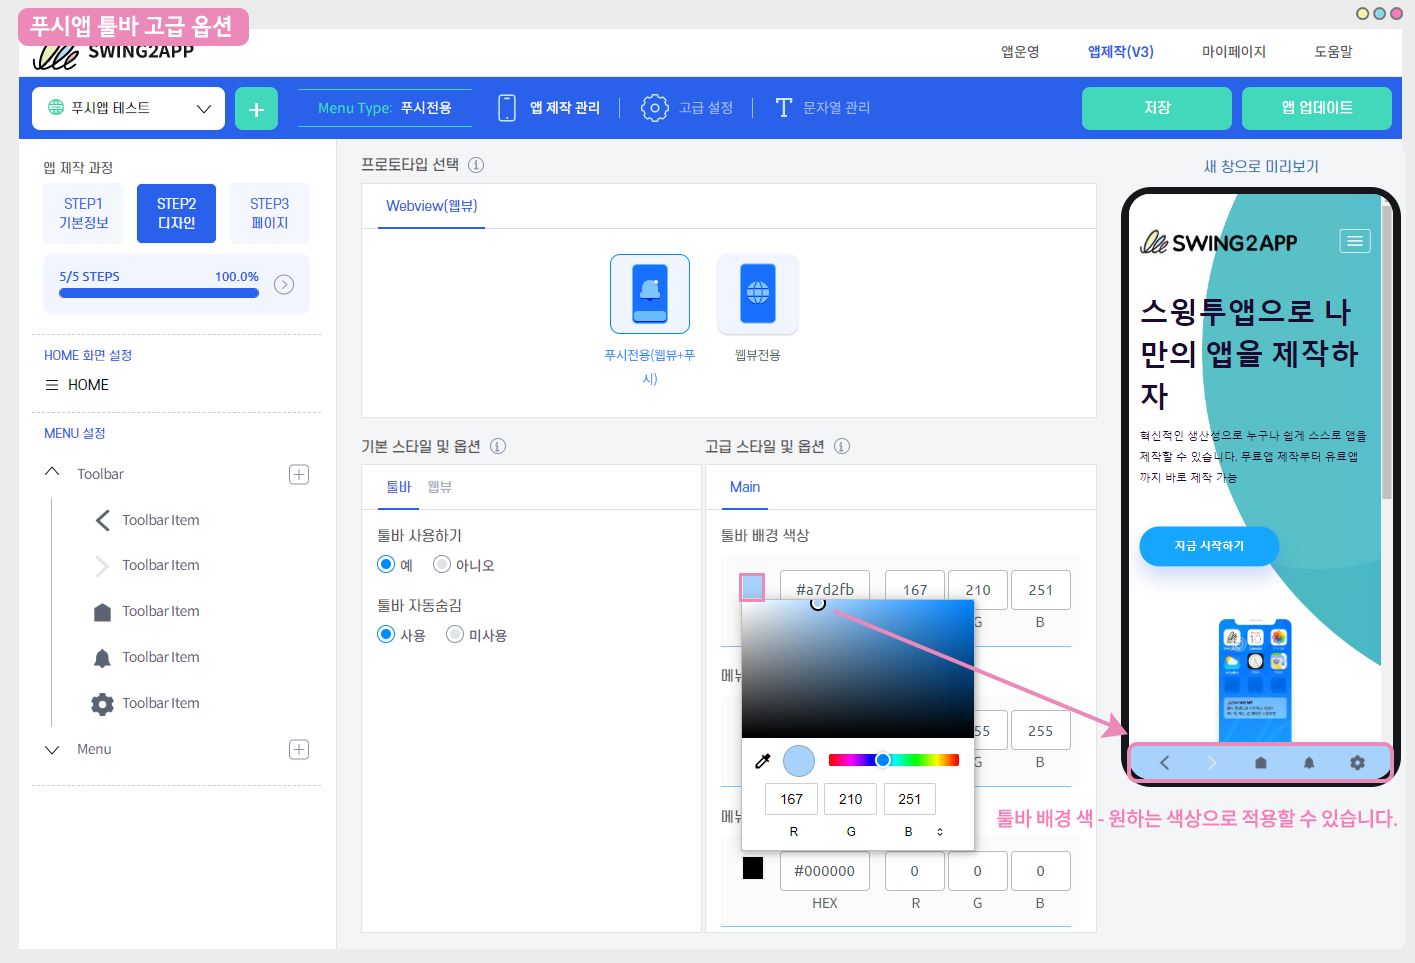 푸시앱 툴바 고급 옵션
SWING2APP
앱운영
앱제작(V3)
마이페이지
도움말
푸시앱 테스트
+
Menu Type: 푸시전용
앱 제작 관리
고급 설정
문자열 관리
저장
앱 업데이트
앱 제작 과정
STEP1
기본정보
STEP2
디자인
STEP3
페이지
5/5 STEPS
100.0%
HOME 화면 설정
HOME
MENU 설정
Toolbar
Toolbar Item
Toolbar Item
Toolbar Item
Toolbar Item
Toolbar Item
Menu
프로토타입 선택
Webview(웹뷰)
푸시전용(웹뷰+푸
시)
웹뷰전용
기본 스타일 및 옵션
툴바
웹뷰
툴바 사용하기
예
아니오
툴바 자동숨김
사용
미사용
고급 스타일 및 옵션
Main
툴바 배경 색상
#a7d2fb
167
210
251
G
B
메뉴
55
255
G
B
167
210
251
R
G
B
메뉴
#000000
0
0
0
HEX
R
G
B
새 창으로 미리보기
SWING2APP
스윙투앱으로 나
만의 앱을 제작하
자
혁신적인 생산성으로 누구나 쉽게 스스로 앱을
제작할 수 있습니다. 무료앱 제작부터 유료앱
까지 바로 제작 가능
지금 시작하기
툴바 배경 색 - 원하는 색상으로 적용할 수 있습니다.